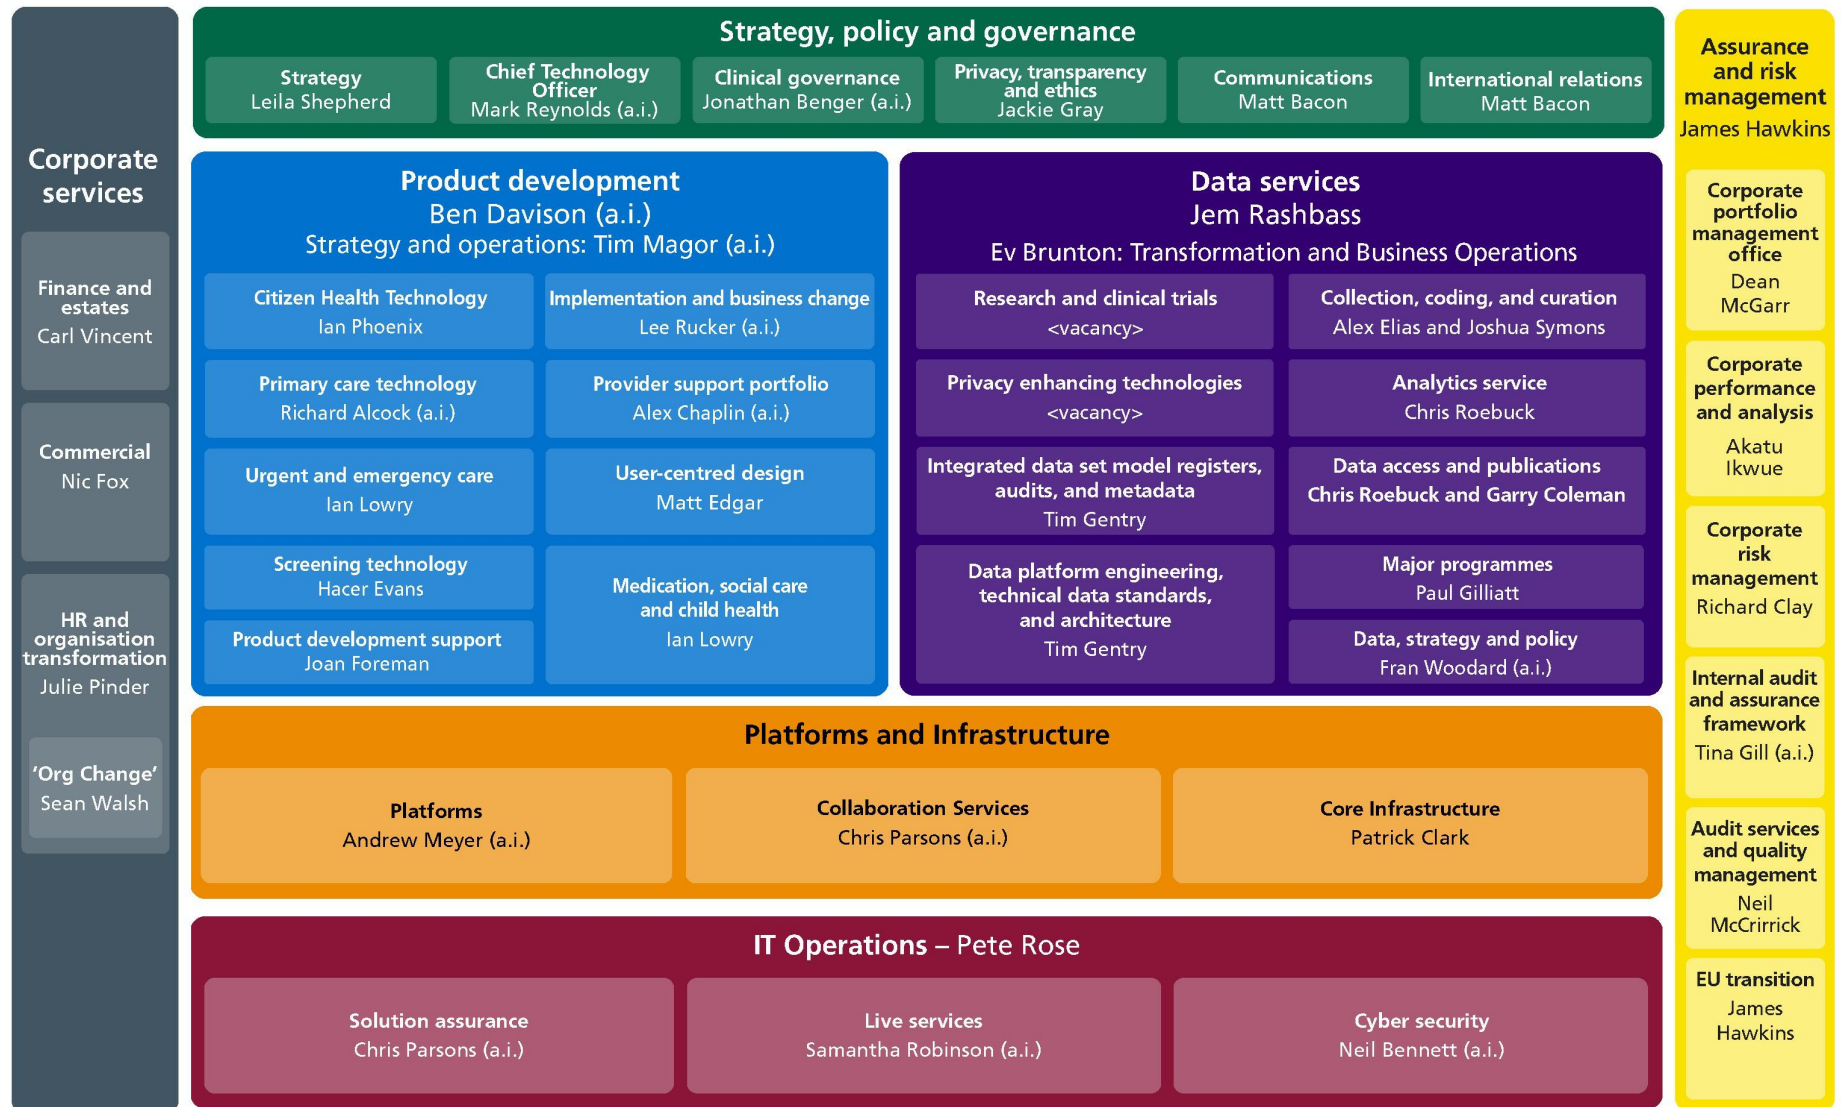 Corporate
services
Finance and
estates
Carl Vincent
Commercial
Nic Fox
HR and
organisation
transformation
Julie Pinder
'Org Change'
Sean Walsh
Strategy, policy and governance
Strategy
Leila Shepherd
Chief Technology
Officer
Mark Reynolds (a.i.)
Clinical governance
Jonathan Benger (a.i.)
Privacy, transparency
and ethics
Jackie Gray
Communications
Matt Bacon
International relations
Matt Bacon
Product development
Ben Davison (a.i.)
Strategy and operations: Tim Magor (a.i.)
Citizen Health Technology
Ian Phoenix
Implementation and business change
Lee Rucker (a.i.)
Primary care technology
Richard Alcock (a.i.)
Provider support portfolio
Alex Chaplin (a.i.)
Urgent and emergency care
Ian Lowry
User-centred design
Matt Edgar
Screening technology
Hacer Evans
Product development support
Joan Foreman
Medication, social care
and child health
Ian Lowry
Data services
Jem Rashbass
Ev Brunton: Transformation and Business Operations
Research and clinical trials
<vacancy>
Collection, coding, and curation
Alex Elias and Joshua Symons
Privacy enhancing technologies
<vacancy>
Analytics service
Chris Roebuck
Integrated data set model registers,
audits, and metadata
Tim Gentry
Data access and publications
Chris Roebuck and Garry Coleman
Data platform engineering,
technical data standards,
and architecture
Tim Gentry
Major programmes
Paul Gilliatt
Data, strategy and policy
Fran Woodard (a.i.)
Platforms and Infrastructure
Platforms
Andrew Meyer (a.i.)
Collaboration Services
Chris Parsons (a.i.)
Core Infrastructure
Patrick Clark
IT Operations – Pete Rose
Solution assurance
Chris Parsons (a.i.)
Live services
Samantha Robinson (a.i.)
Cyber security
Neil Bennett (a.i.)
Assurance
and risk
management
James Hawkins
Corporate
portfolio
management
office
Dean
McGarr
Corporate
performance
and analysis
Akatu
Ikwue
Corporate
risk
management
Richard Clay
Internal audit
and assurance
framework
Tina Gill (a.i.)
Audit services
and quality
management
Neil
McCrirrick
EU transition
James
Hawkins